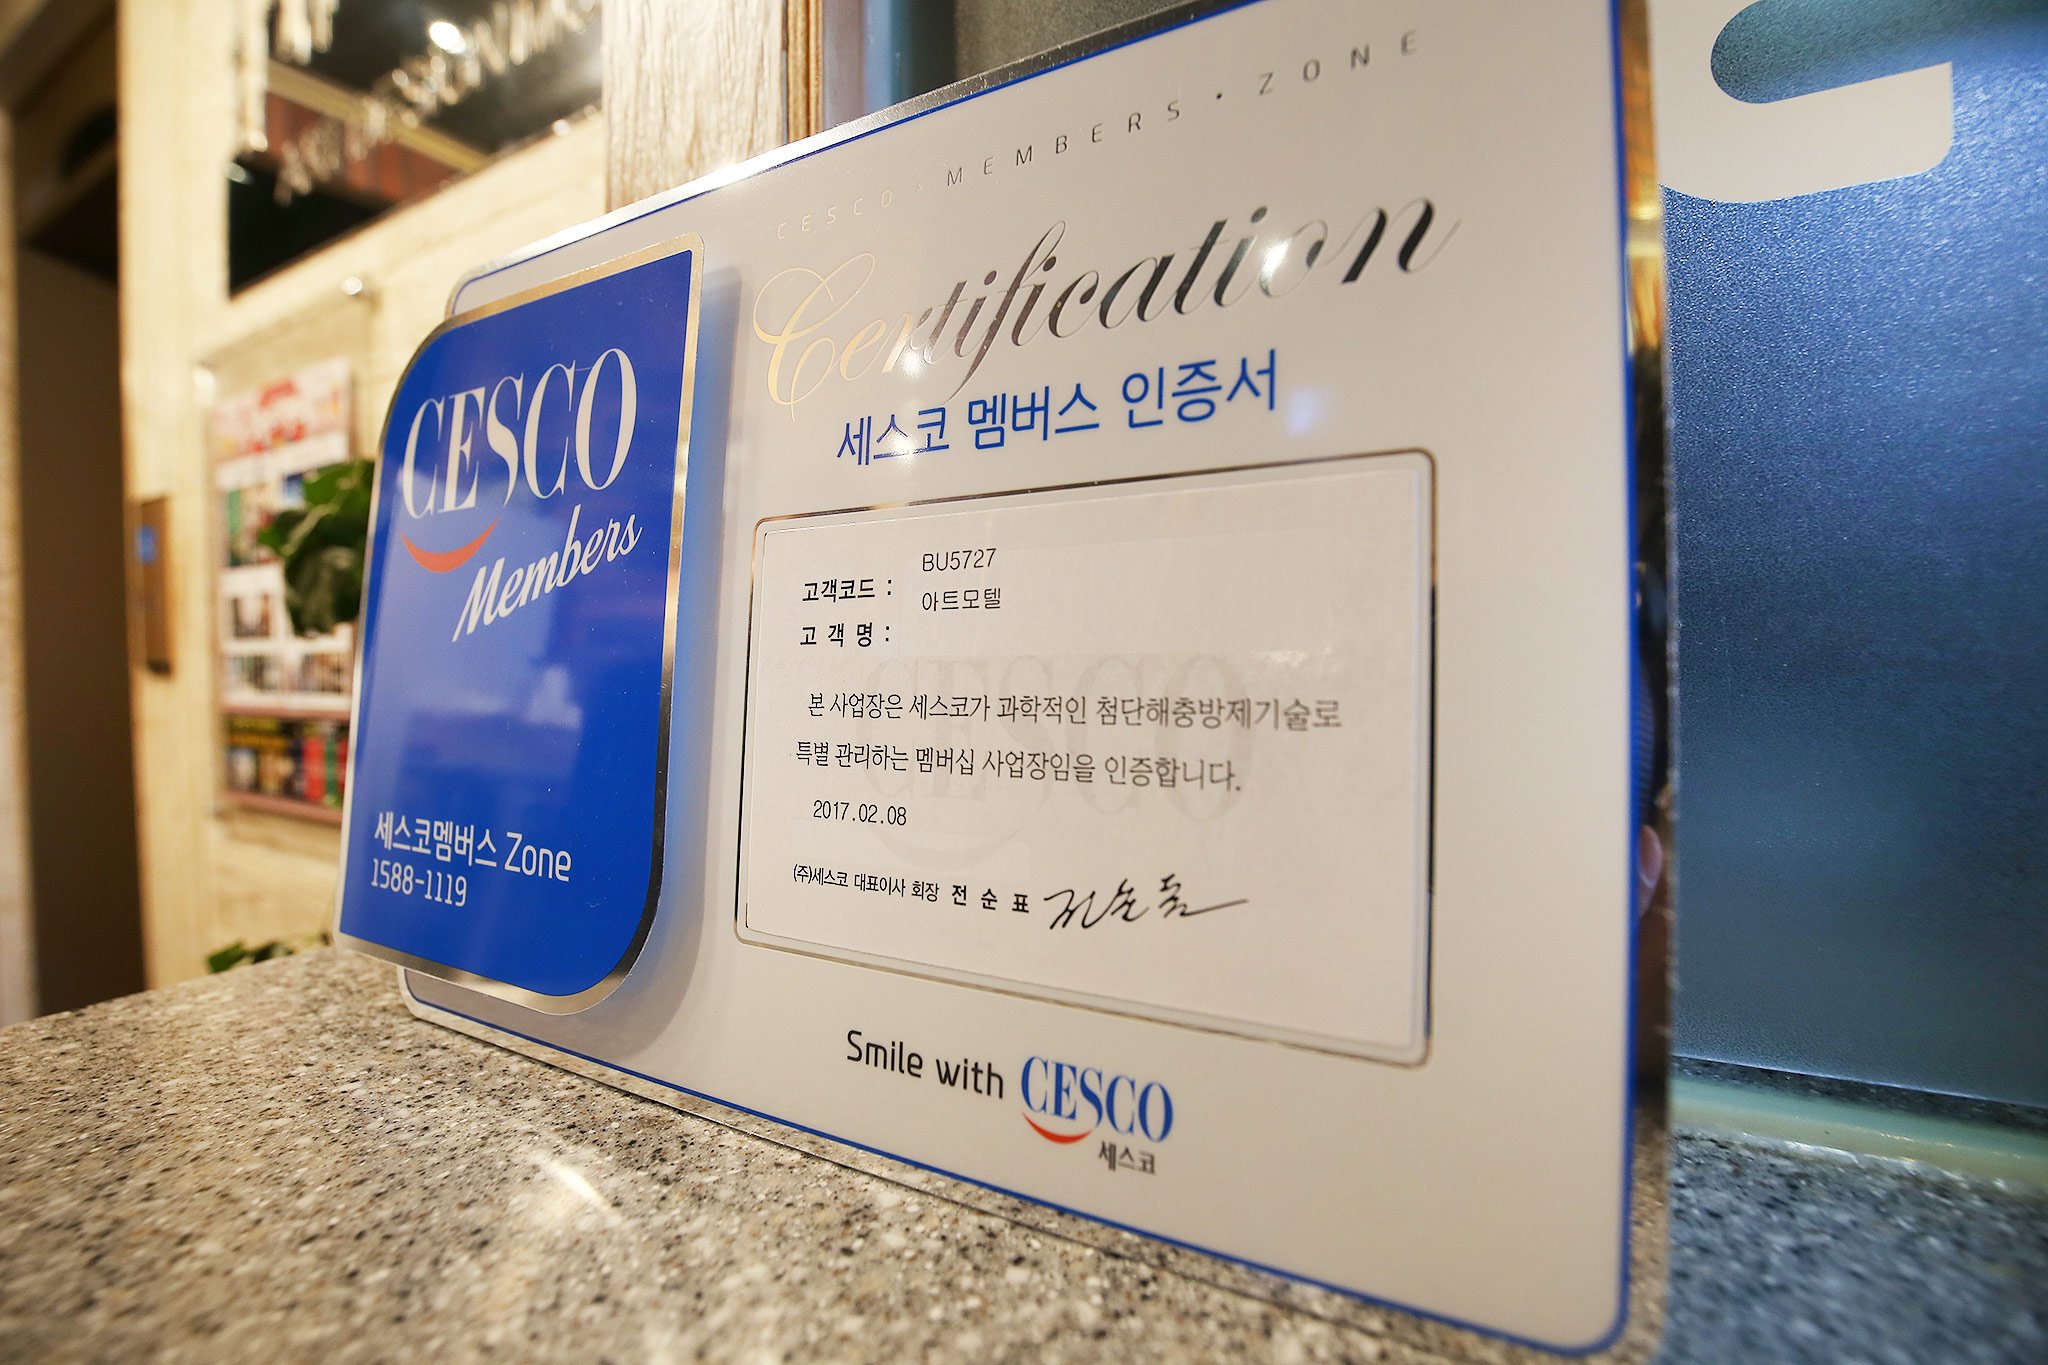 CESCO · MEMBERS · ZONE
Certification
세스코 멤버스 인증서
CESCO
Members
세스코멤버스 Zone
1588-1119
고객코드 : BU5727
고 객 명 : 아트모텔
본 사업장은 세스코가 과학적인 첨단해충방제기술로
특별 관리하는 멤버십 사업장임을 인증합니다.
2017.02.08
(주)세스코 대표이사 회장 전 순 표 전순표
CESCO
Smile with CESCO
세스코